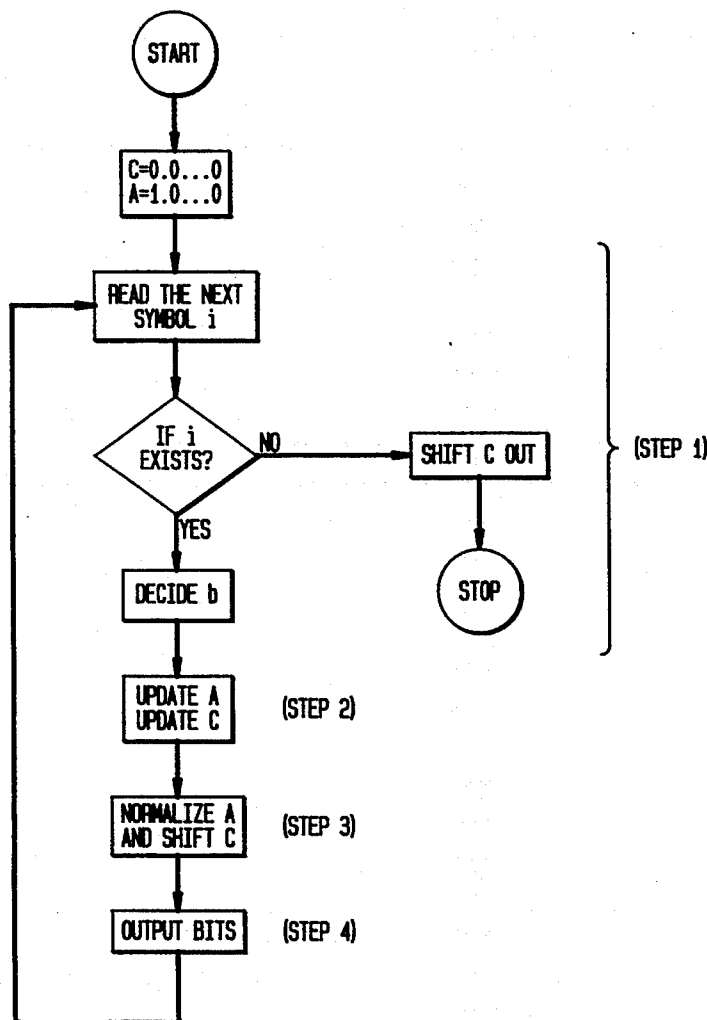 START
C=0.0...0
A=1.0...0
READ THE NEXT
SYMBOL i
IF i
EXISTS?
NO
SHIFT C OUT
(STEP 1)
YES
STOP
DECIDE b
UPDATE A
UPDATE C
(STEP 2)
NORMALIZE A
AND SHIFT C
(STEP 3)
OUTPUT BITS
(STEP 4)